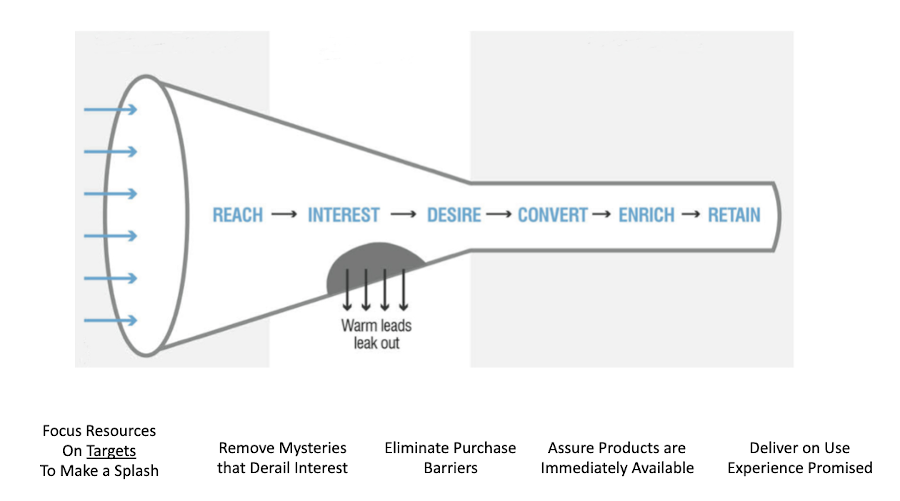 REACH → INTEREST → DESIRE → CONVERT → ENRICH → RETAIN
Warm leads
leak out
Focus Resources
On Targets
To Make a Splash
Remove Mysteries
that Derail Interest
Eliminate Purchase
Barriers
Assure Products are
Immediately Available
Deliver on Use
Experience Promised